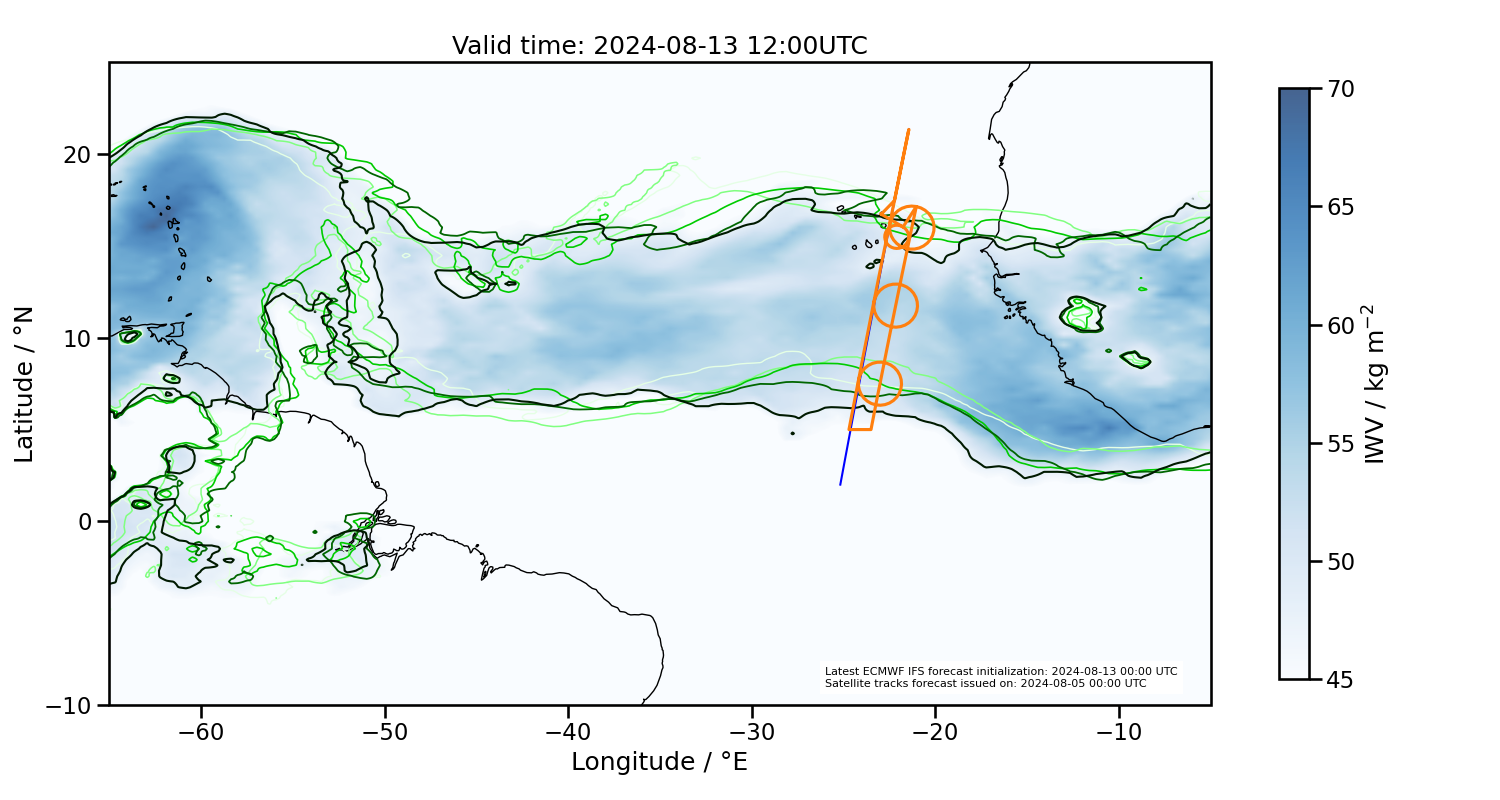 Valid time: 2024-08-13 12:00UTC
70
65
60
55
50
45
IWV / kg m⁻²
20
10
0
−10
Latitude / °N
Latest ECMWF IFS forecast initialization: 2024-08-13 00:00 UTC
Satellite tracks forecast issued on: 2024-08-05 00:00 UTC
−60
−50
−40
−30
−20
−10
Longitude / °E